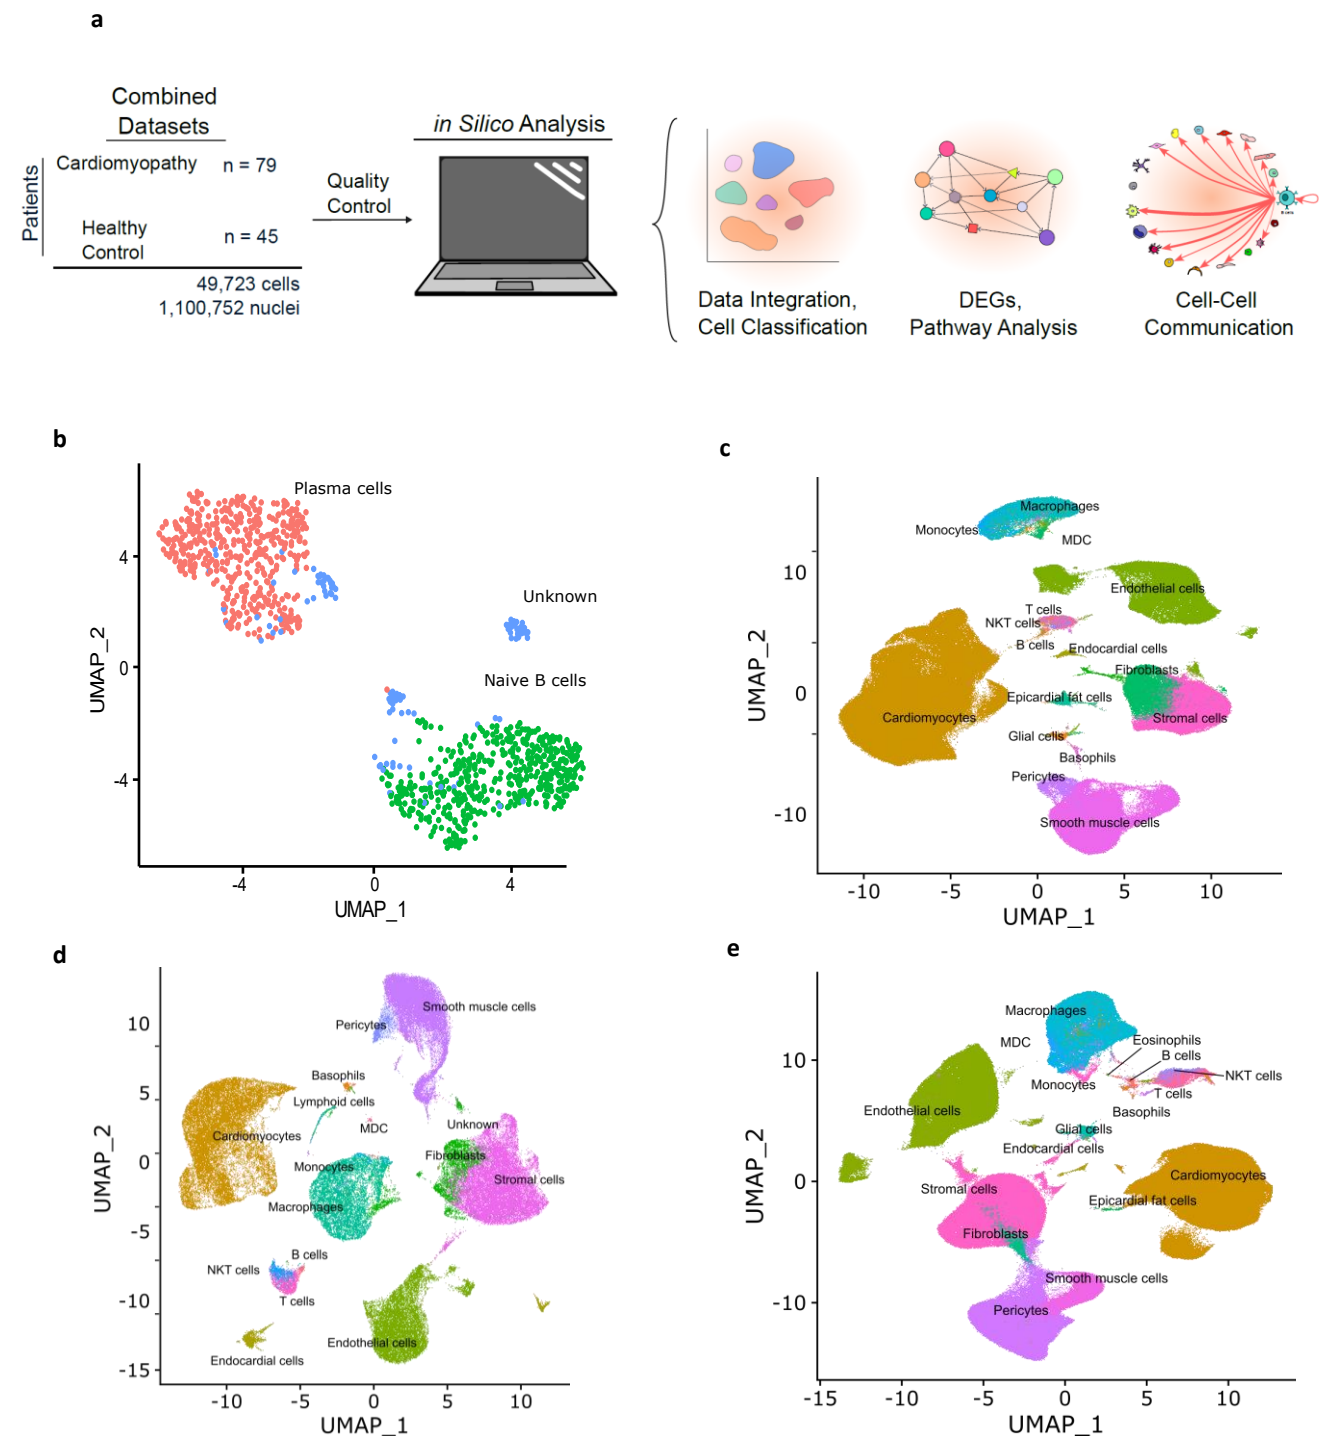 a
Combined
Datasets
Patients
Cardiomyopathy n = 79
Healthy
Control
n = 45
49,723 cells
1,100,752 nuclei
Quality
Control
in Silico Analysis
Data Integration,
Cell Classification
DEGs,
Pathway Analysis
B cells
Cell-Cell
Communication
b
Plasma cells
Unknown
Naive B cells
4
0
-4
UMAP_2
-4 0 4
UMAP_1
c
Macrophages
Monocytes
MDC
Endothelial cells
T cells
NKT cells
B cells
Endocardial cells
Fibroblasts
Epicardial fat cells
Cardiomyocytes
Stromal cells
Glial cells
Basophils
Pericytes
Smooth muscle cells
10
0
-10
UMAP_2
-10 -5 0 5 10
UMAP_1
d
Smooth muscle cells
Pericytes
Basophils
Lymphoid cells
MDC
Unknown
Cardiomyocytes
Fibroblasts
Monocytes
Stromal cells
Macrophages
B cells
NKT cells
T cells
Endothelial cells
Endocardial cells
10
5
0
-5
-10
-15
UMAP_2
-10 -5 0 5 10
UMAP_1
e
Macrophages
MDC
Eosinophils
B cells
NKT cells
Monocytes
T cells
Basophils
Endothelial cells
Glial cells
Endocardial cells
Cardiomyocytes
Stromal cells
Epicardial fat cells
Fibroblasts
Smooth muscle cells
Pericytes
10
0
-10
UMAP_2
-15 -10 -5 0 5 10
UMAP_1